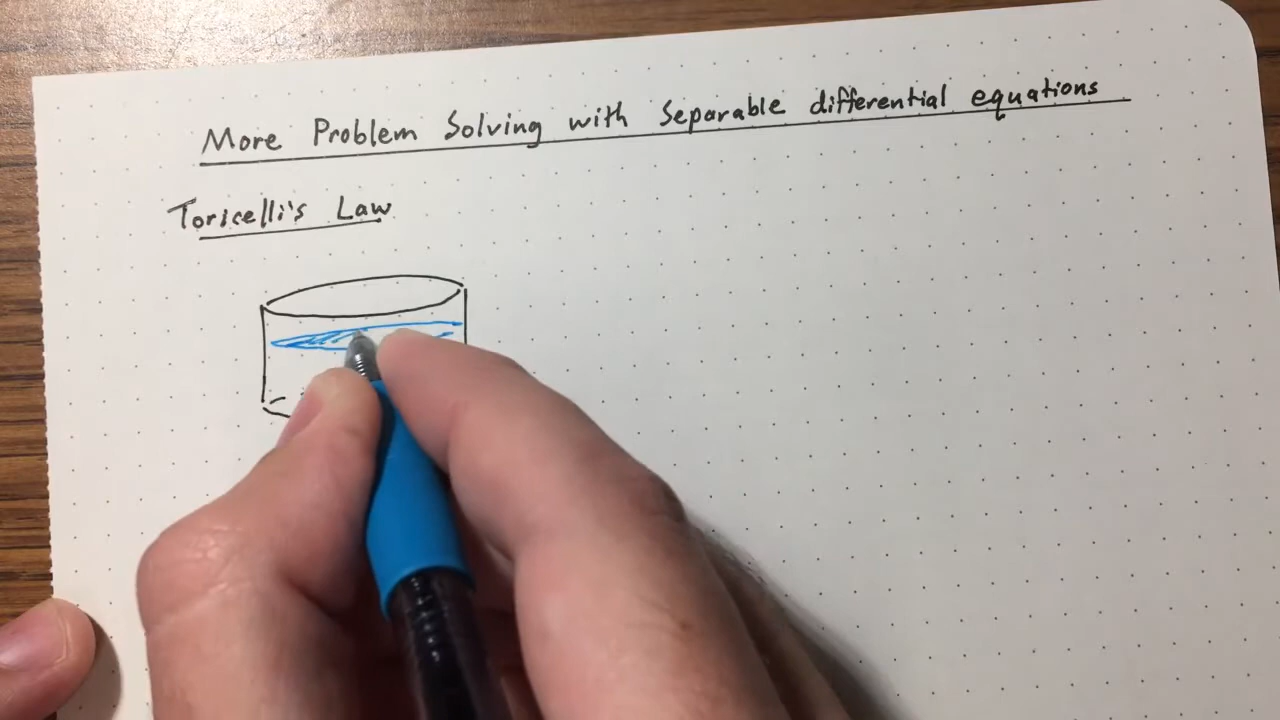 More Problem Solving with Separable differential equations
Toricelli's Law